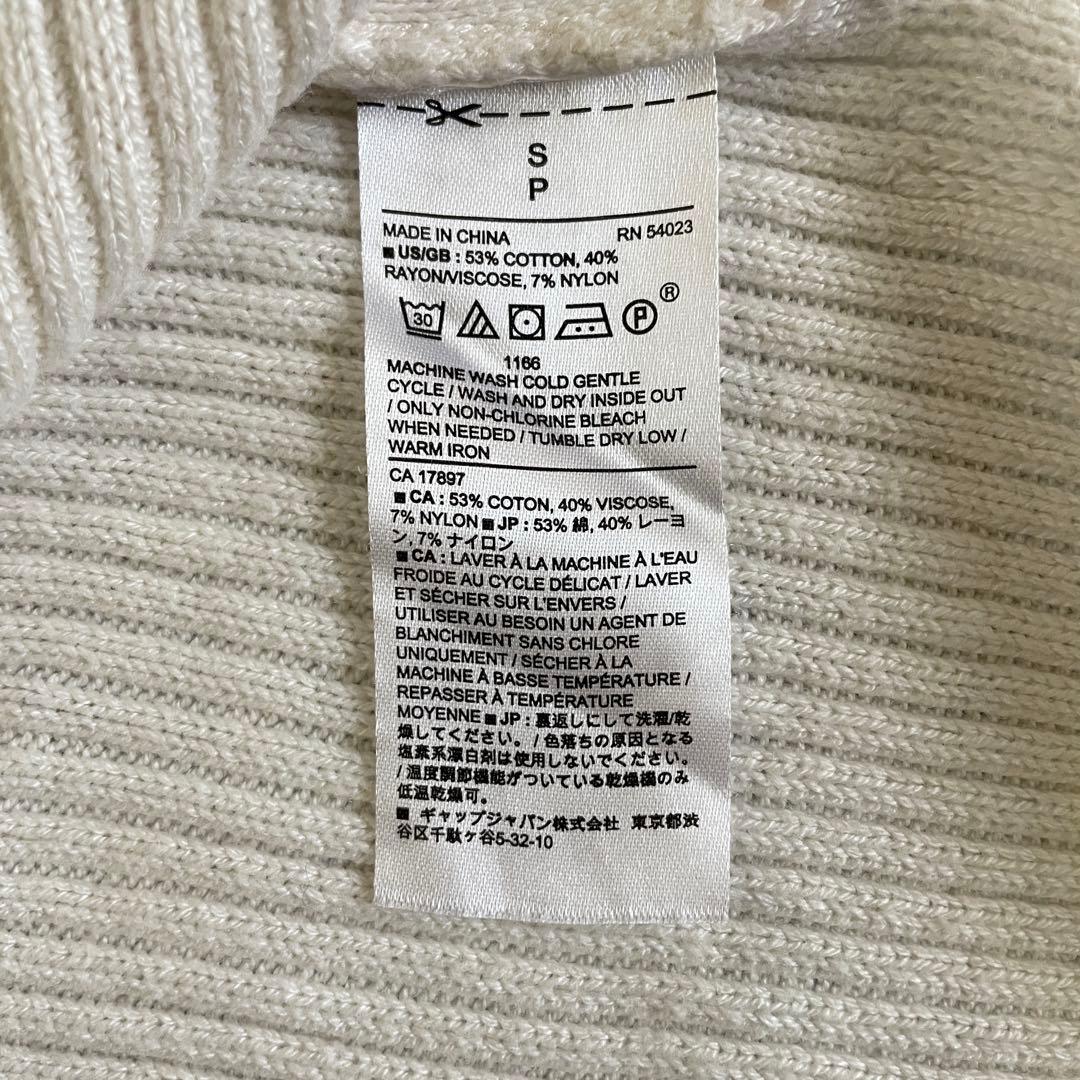 S
P
MADE IN CHINA RN 54023
■ US/GB : 53% COTTON, 40%
RAYON/VISCOSE, 7% NYLON
30 P ®
1166
MACHINE WASH COLD GENTLE
CYCLE / WASH AND DRY INSIDE OUT
/ ONLY NON-CHLORINE BLEACH
WHEN NEEDED / TUMBLE DRY LOW /
WARM IRON
CA 17897
■ CA : 53% COTON, 40% VISCOSE,
7% NYLON ■ JP : 53% 綿, 40% レーヨ
ン, 7% ナイロン
■ CA : LAVER À LA MACHINE À L'EAU
FROIDE AU CYCLE DÉLICAT / LAVER
ET SÉCHER SUR L'ENVERS /
UTILISER AU BESOIN UN AGENT DE
BLANCHIMENT SANS CHLORE
UNIQUEMENT / SÉCHER À LA
MACHINE À BASSE TEMPÉRATURE /
REPASSER À TEMPÉRATURE
MOYENNE ■ JP : 裏返しにして洗濯/乾
燥してください。 / 色落ちの原因となる
塩素系漂白剤は使用しないでください。
/ 温度調節機能がついている乾燥機のみ
低温乾燥可。
■ ギャップジャパン株式会社 東京都渋
谷区千駄ヶ谷5-32-10